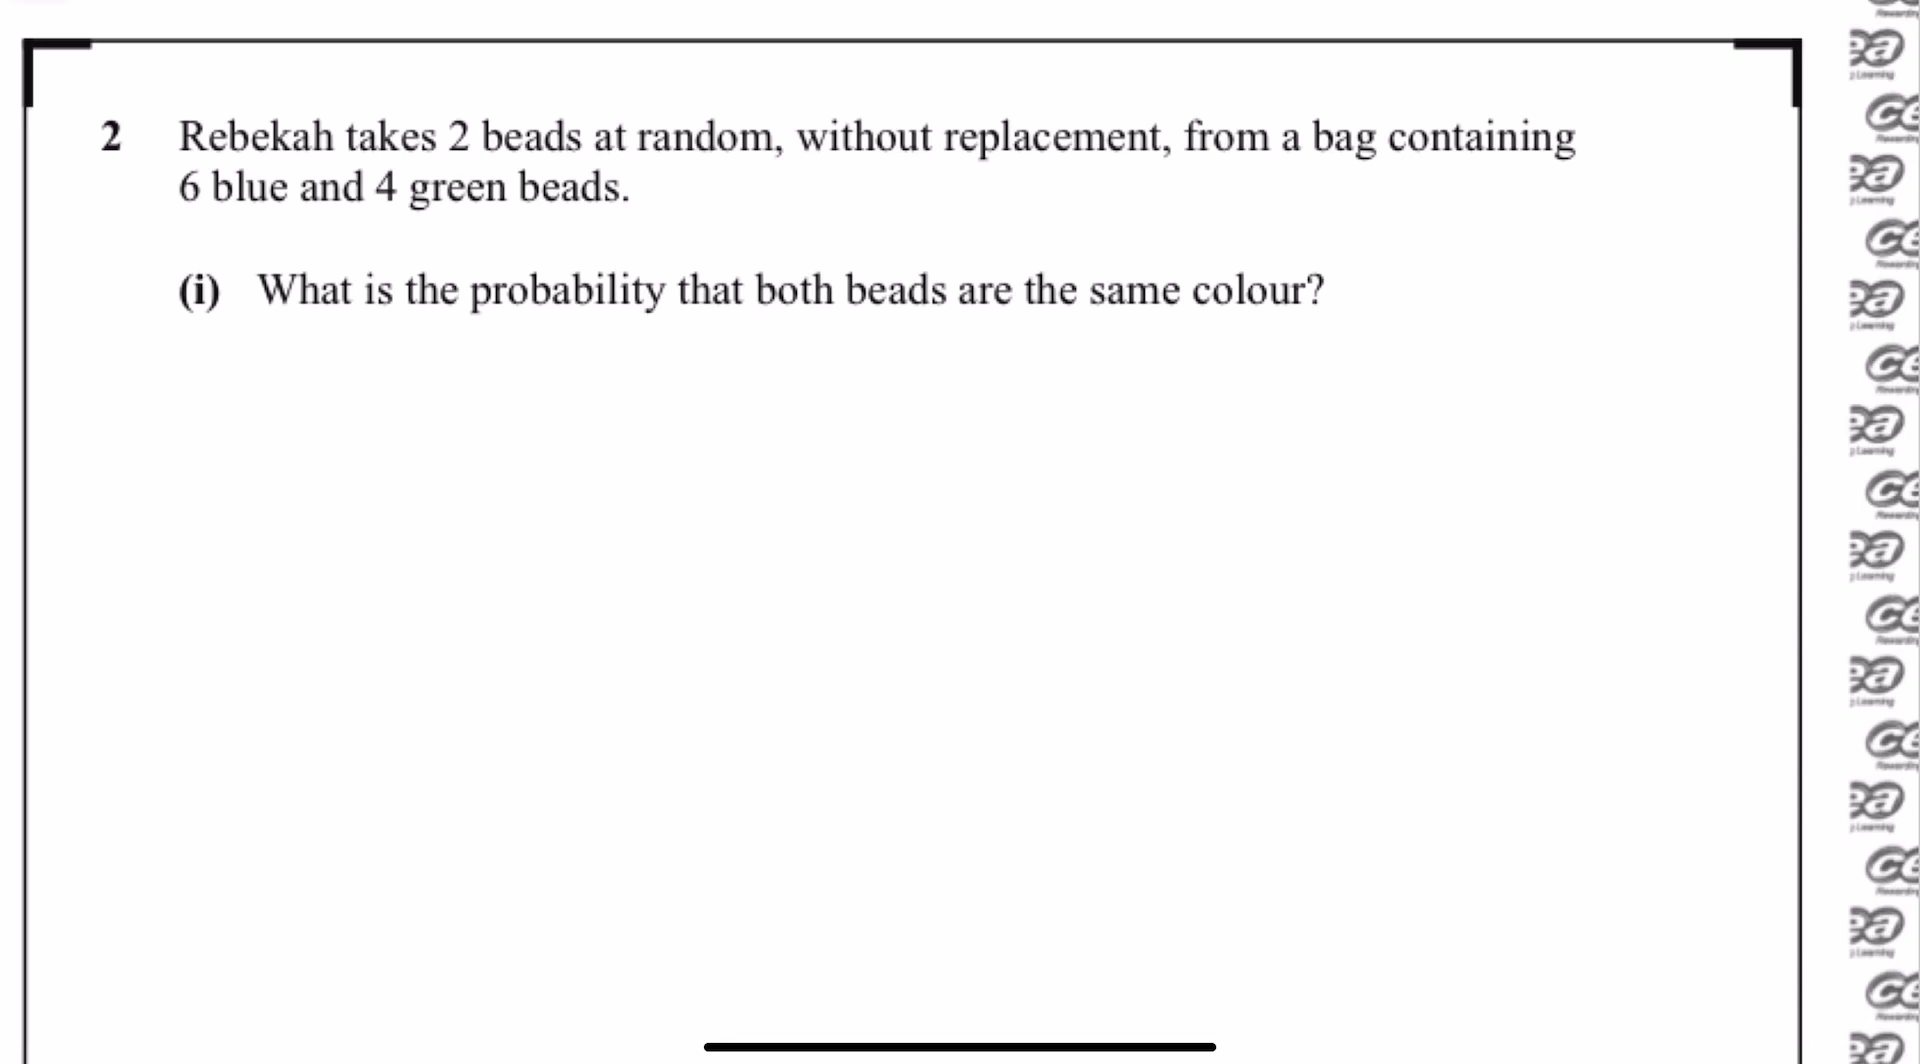 2 Rebekah takes 2 beads at random, without replacement, from a bag containing
6 blue and 4 green beads.
(i) What is the probability that both beads are the same colour?